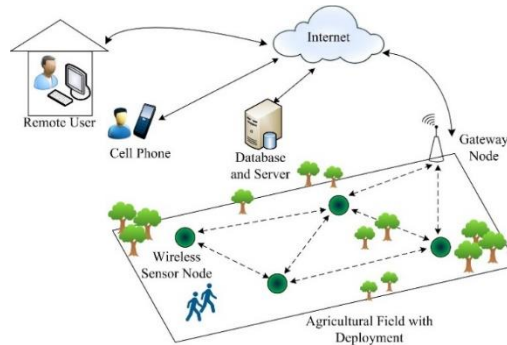 Internet
Remote User
Cell Phone
Database
and Server
Gateway
Node
Wireless
Sensor Node
Agricultural Field with
Deployment